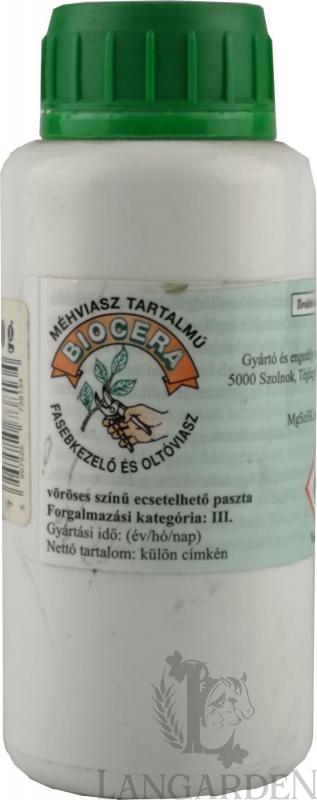 MÉHVIASZ TARTALMÚ
BIOCERA
FASEBKEZELŐ ÉS OLTÓVIASZ
vöröses színű ecsetelhető paszta
Forgalmazási kategória: III.
Gyártási idő: (év/hó/nap)
Nettó tartalom: külön címkén
Gyártó és
5000 Szolnok,
g
LANGARDEN